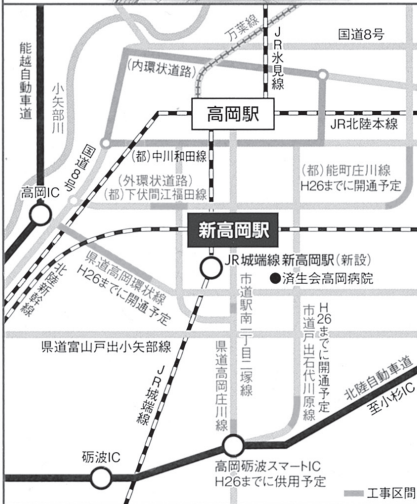 能越自動車道
小矢部川
万葉線
JR氷見線
国道8号
(内環状道路)
高岡駅
JR北陸本線
国道8号
(都)中川和田線
(外環状道路)
(都)下伏間江福田線
(都)能町庄川線
H26までに開通予定
高岡IC
新高岡駅
JR城端線 新高岡駅(新設)
済生会高岡病院
北陸新幹線
県道高岡環状線
H26までに開通予定
市道駅南一丁目二塚線
H26までに開通予定
市道戸出石代川原線
県道富山戸出小矢部線
JR城端線
県道高岡庄川線
北陸自動車道
至小杉IC
砺波IC
高岡砺波スマートIC
H26までに供用予定
工事区間